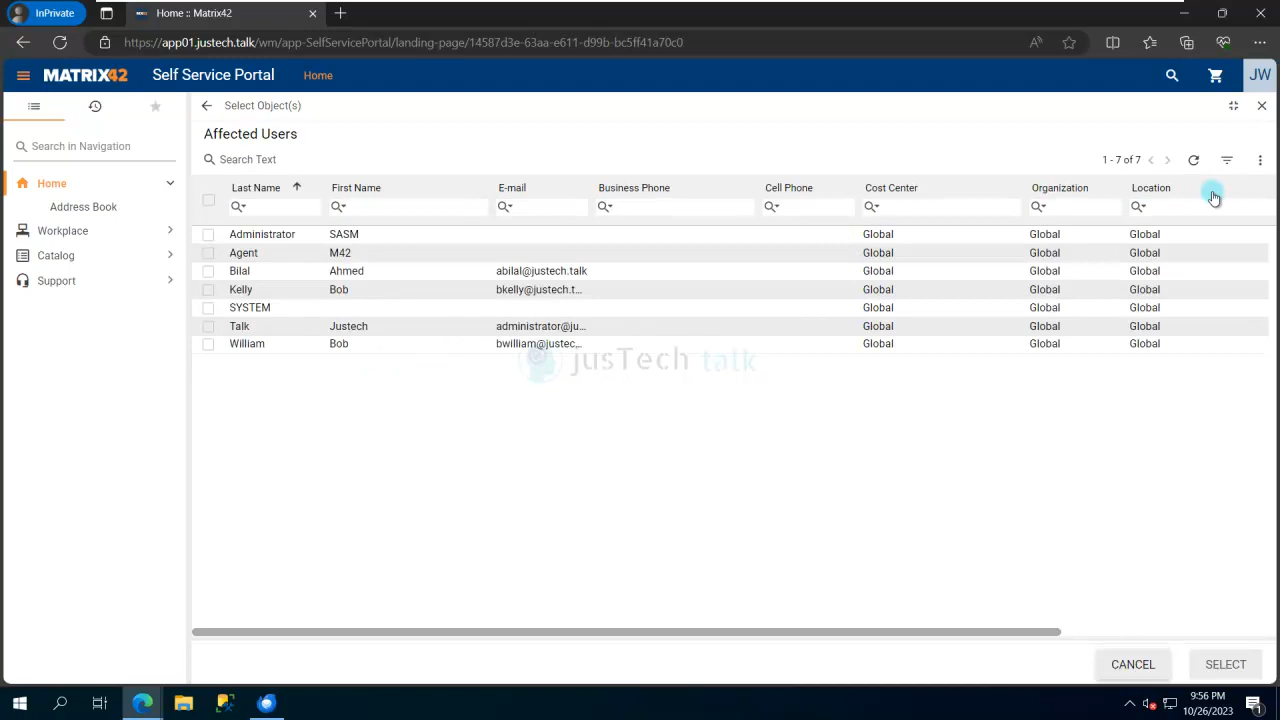 InPrivate
Home :: Matrix42
https://app01.justech.talk/wm/app-SelfServicePortal/landing-page/14587d3e-63aa-e611-d99b-bc5ff41a70c0
MATRIX42 Self Service Portal Home JW
Select Object(s)
Affected Users
Search in Navigation
Search Text
1 - 7 of 7
Home
Address Book
Workplace
Catalog
Support
Last Name First Name E-mail Business Phone Cell Phone Cost Center Organization Location
Administrator SASM Global Global Global
Agent M42 Global Global Global
Bilal Ahmed abilal@justech.talk Global Global Global
Kelly Bob bkelly@justech.t... Global Global Global
SYSTEM Global Global Global
Talk Justech administrator@ju... Global Global Global
William Bob bwilliam@justec... Global Global Global
jusTech talk
CANCEL SELECT
9:56 PM
10/26/2023
1